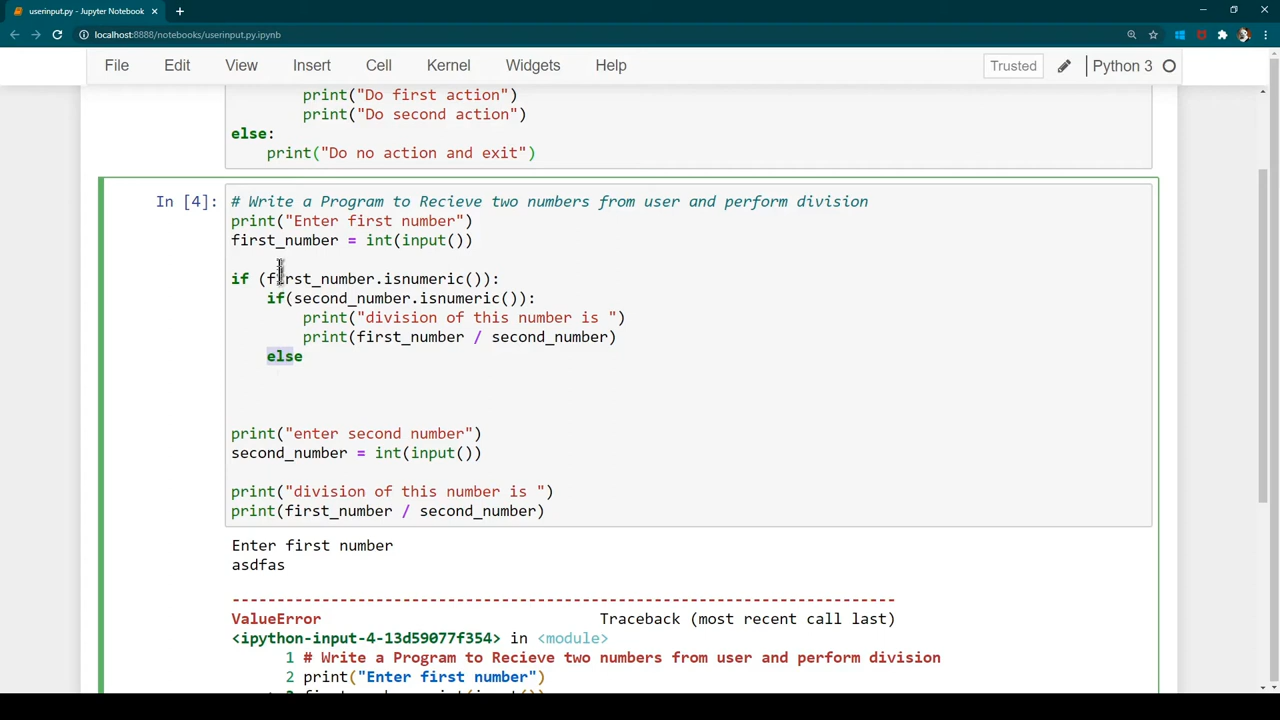 userinput.py - Jupyter Notebook
localhost:8888/notebooks/userinput.py.ipynb
File Edit View Insert Cell Kernel Widgets Help Trusted Python 3
print("Do first action")
print("Do second action")
else:
print("Do no action and exit")
In [4]:
# Write a Program to Recieve two numbers from user and perform division
print("Enter first number")
first_number = int(input())
if (first_number.isnumeric()):
if(second_number.isnumeric()):
print("division of this number is ")
print(first_number / second_number)
else
print("enter second number")
second_number = int(input())
print("division of this number is ")
print(first_number / second_number)
Enter first number
asdfas
---------------------------------------------------------------------------
ValueError Traceback (most recent call last)
<ipython-input-4-13d59077f354> in <module>
1 # Write a Program to Recieve two numbers from user and perform division
2 print("Enter first number")